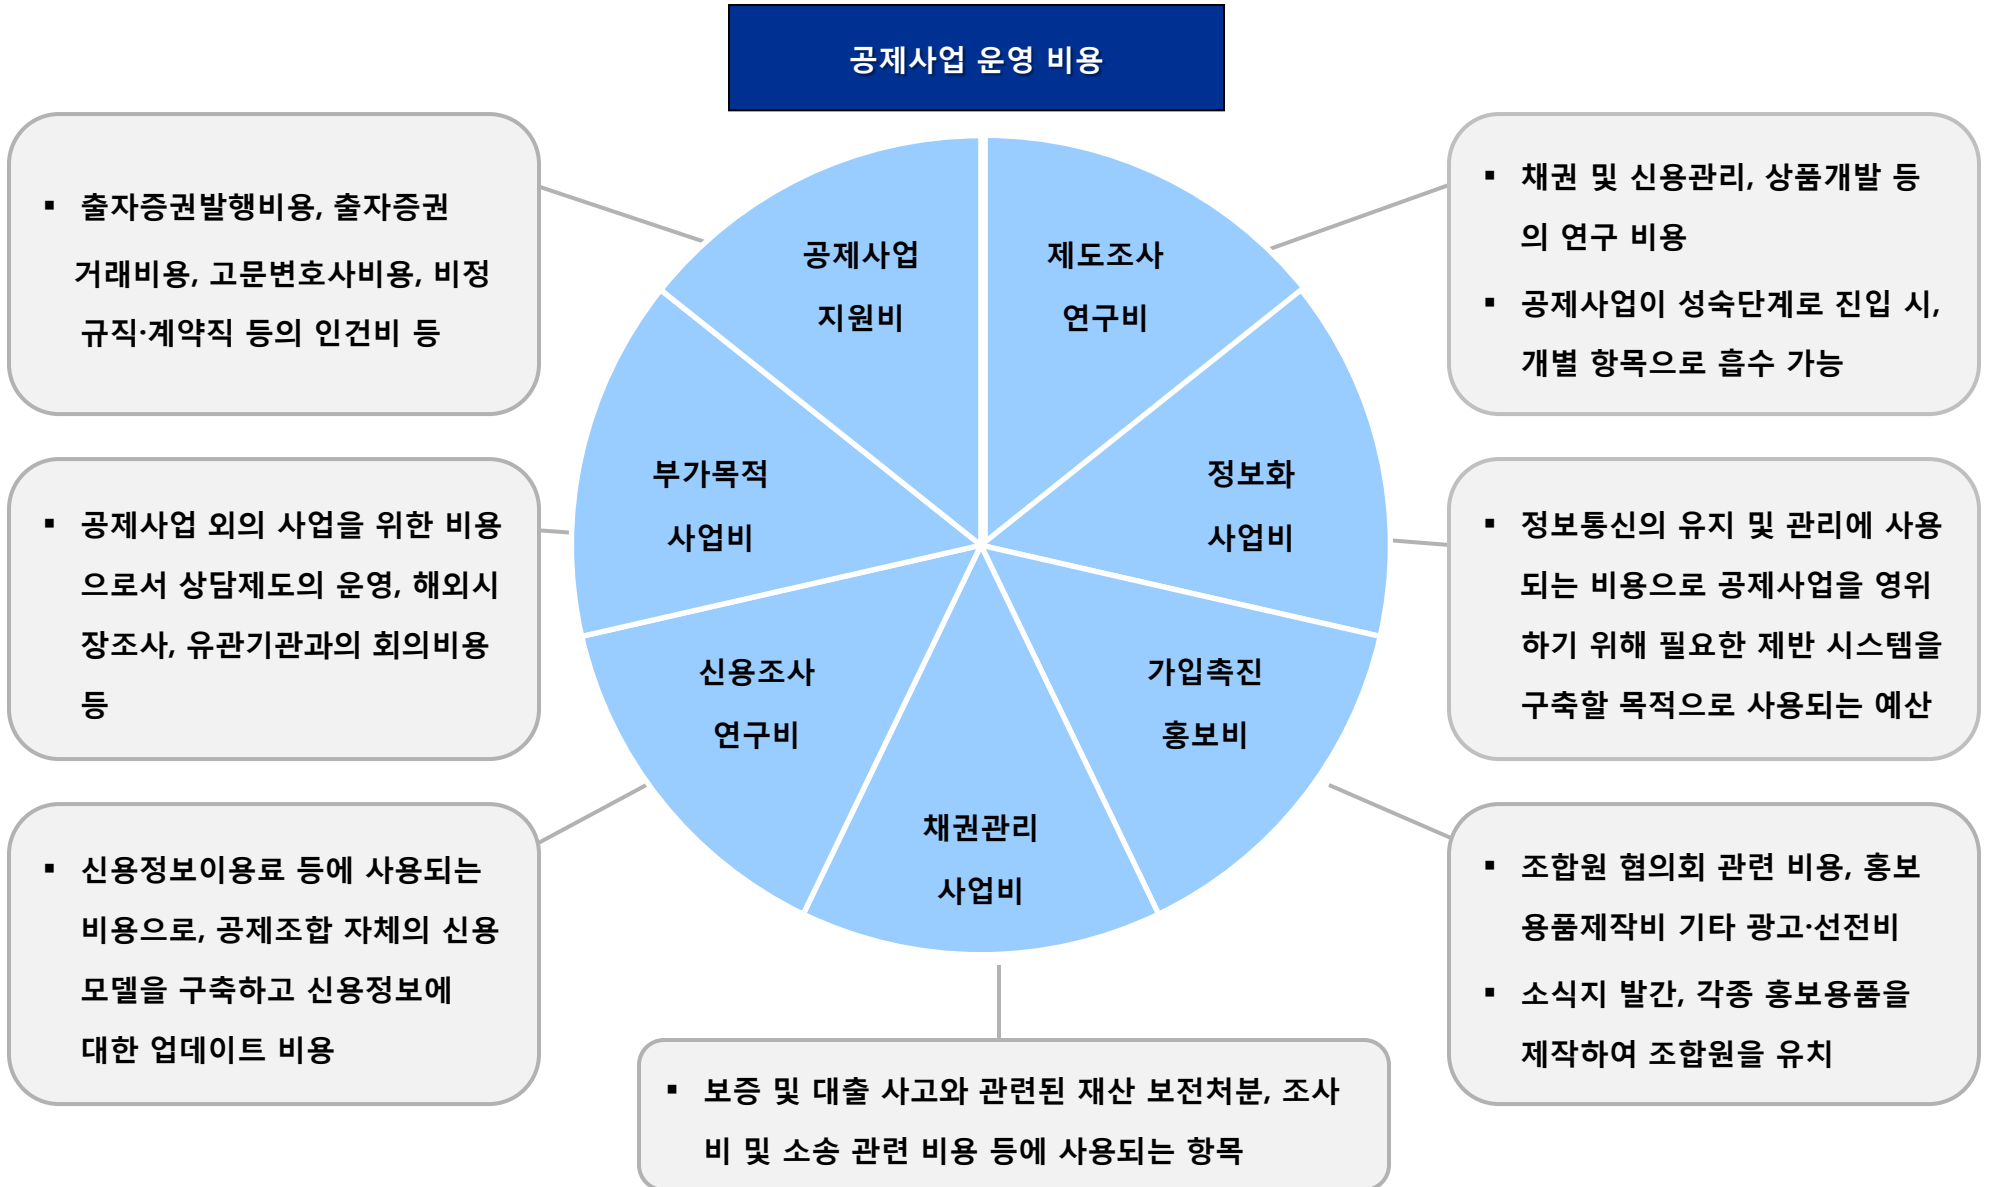 공제사업 운영 비용
▪ 출자증권발행비용, 출자증권
거래비용, 고문변호사비용, 비정
규직·계약직 등의 인건비 등
▪ 공제사업 외의 사업을 위한 비용
으로서 상담제도의 운영, 해외시
장조사, 유관기관과의 회의비용
등
▪ 신용정보이용료 등에 사용되는
비용으로, 공제조합 자체의 신용
모델을 구축하고 신용정보에
대한 업데이트 비용
공제사업
지원비
제도조사
연구비
부가목적
사업비
정보화
사업비
신용조사
연구비
가입촉진
홍보비
채권관리
사업비
▪ 채권 및 신용관리, 상품개발 등
의 연구 비용
▪ 공제사업이 성숙단계로 진입 시,
개별 항목으로 흡수 가능
▪ 정보통신의 유지 및 관리에 사용
되는 비용으로 공제사업을 영위
하기 위해 필요한 제반 시스템을
구축할 목적으로 사용되는 예산
▪ 조합원 협의회 관련 비용, 홍보
용품제작비 기타 광고·선전비
▪ 소식지 발간, 각종 홍보용품을
제작하여 조합원을 유치
▪ 보증 및 대출 사고와 관련된 재산 보전처분, 조사
비 및 소송 관련 비용 등에 사용되는 항목